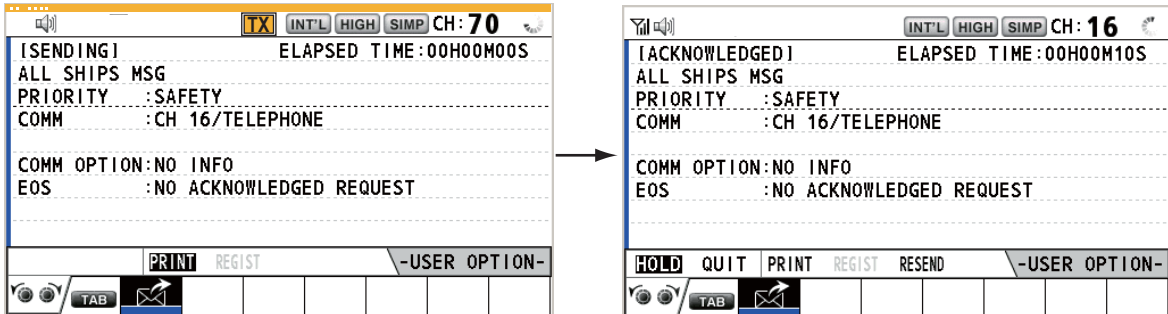 TX INT'L HIGH SIMP CH: 70
[SENDING] ELAPSED TIME:00H00M00S
ALL SHIPS MSG
PRIORITY :SAFETY
COMM :CH 16/TELEPHONE
COMM OPTION:NO INFO
EOS :NO ACKNOWLEDGED REQUEST
PRINT REGIST -USER OPTION-
TAB
INT'L HIGH SIMP CH: 16
[ACKNOWLEDGED] ELAPSED TIME:00H00M10S
ALL SHIPS MSG
PRIORITY :SAFETY
COMM :CH 16/TELEPHONE
COMM OPTION:NO INFO
EOS :NO ACKNOWLEDGED REQUEST
HOLD QUIT PRINT REGIST RESEND -USER OPTION-
TAB